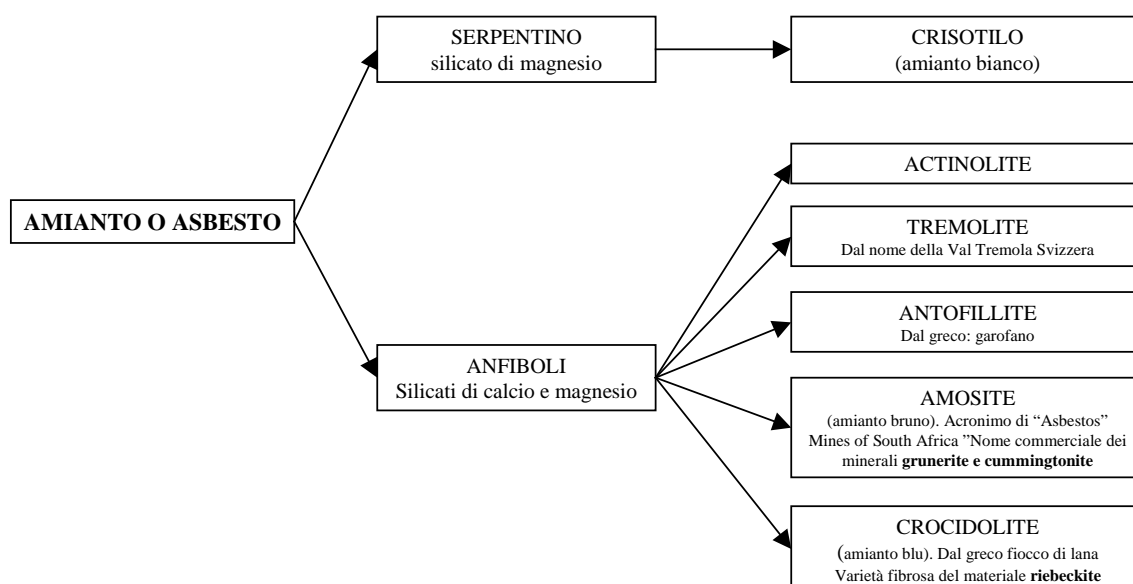 SERPENTINO
silicato di magnesio
CRISOTILO
(amianto bianco)
ACTINOLITE
AMIANTO O ASBESTO
TREMOLITE
Dal nome della Val Tremola Svizzera
ANTOFILLITE
Dal greco: garofano
ANFIBOLI
Silicati di calcio e magnesio
AMOSITE
(amianto bruno). Acronimo di “Asbestos”
Mines of South Africa ”Nome commerciale dei
minerali grunerite e cummingtonite
CROCIDOLITE
(amianto blu). Dal greco fiocco di lana
Varietà fibrosa del materiale riebeckite